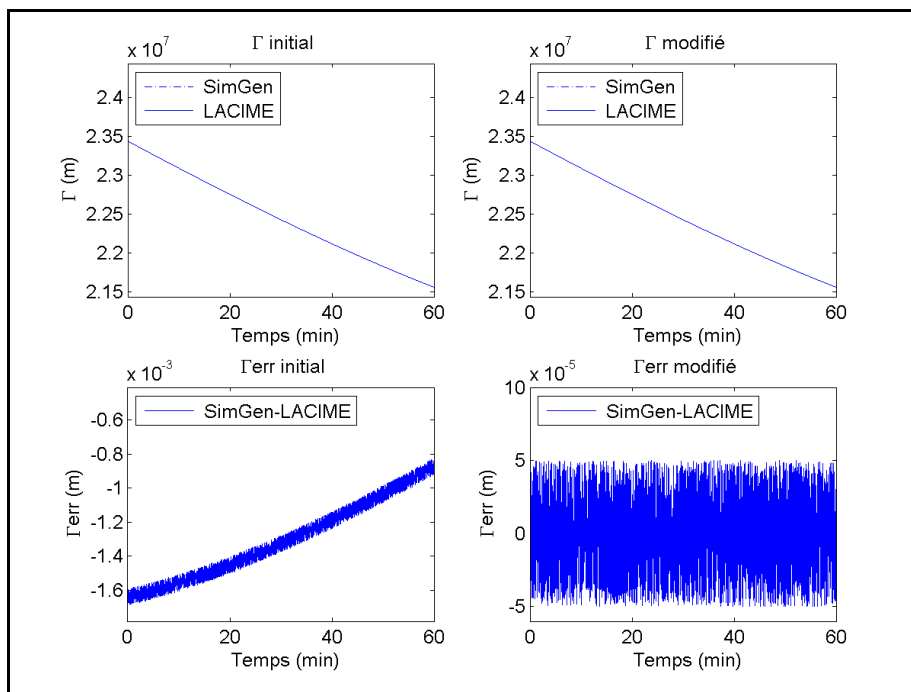 Γ initial
x 10^7
SimGen
LACIME
2.4
2.35
2.3
2.25
2.2
2.15
Γ (m)
0 20 40 60
Temps (min)
Γ modifié
x 10^7
SimGen
LACIME
2.4
2.35
2.3
2.25
2.2
2.15
Γ (m)
0 20 40 60
Temps (min)
Γerr initial
x 10^-3
SimGen-LACIME
-0.6
-0.8
-1
-1.2
-1.4
-1.6
Γerr (m)
0 20 40 60
Temps (min)
Γerr modifié
x 10^-5
SimGen-LACIME
10
5
0
-5
Γerr (m)
0 20 40 60
Temps (min)